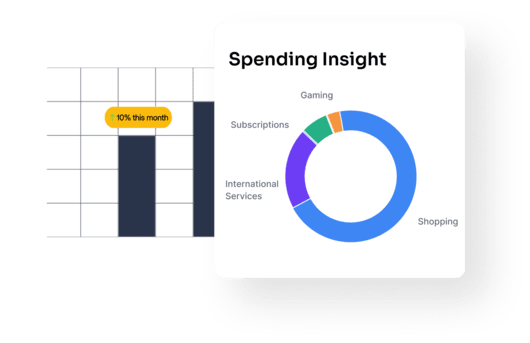 Spending Insight
Gaming
Subscriptions
International
Services
Shopping
↑10% this month